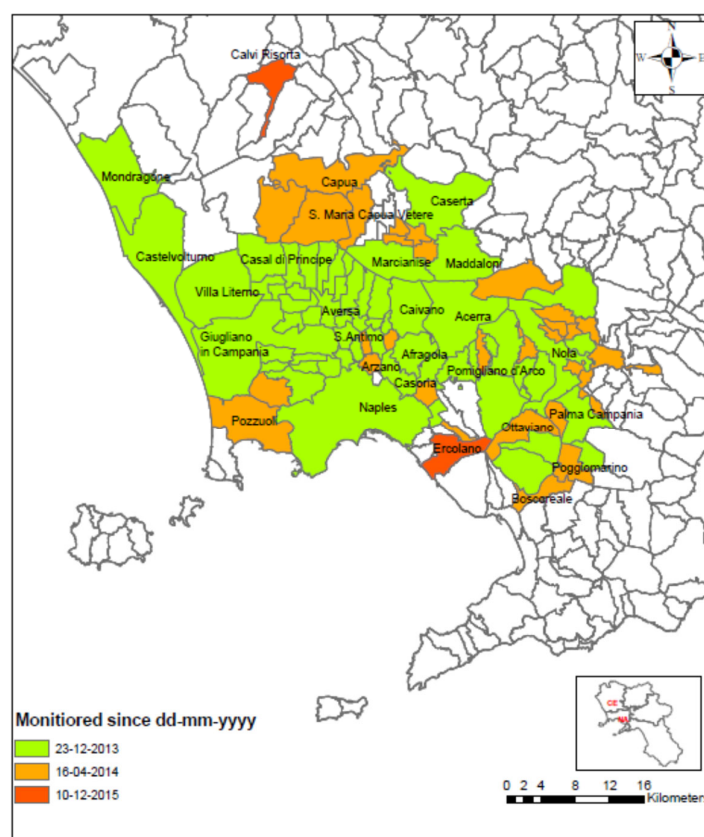 N
W E
S
Calvi Risorta
Mondragone
Capua
Caserta
S. Maria Capua Vetere
Castelvolturno
Casal di Principe
Marcianise
Maddalon
Villa Literno
Aversa
Caivano
Acerra
Giugliano
in Campania
S.Antimo
Afragola
Nola
Arzano
Pomigliano d'Arco
Casoria
Pozzuoli
Naples
Palma Campania
Ottaviano
Ercolano
Poggiomarino
Boscoreale
Monitiored since dd-mm-yyyy
23-12-2013
16-04-2014
10-12-2015
CE
NA
0 2 4 8 12 16
Kilometers